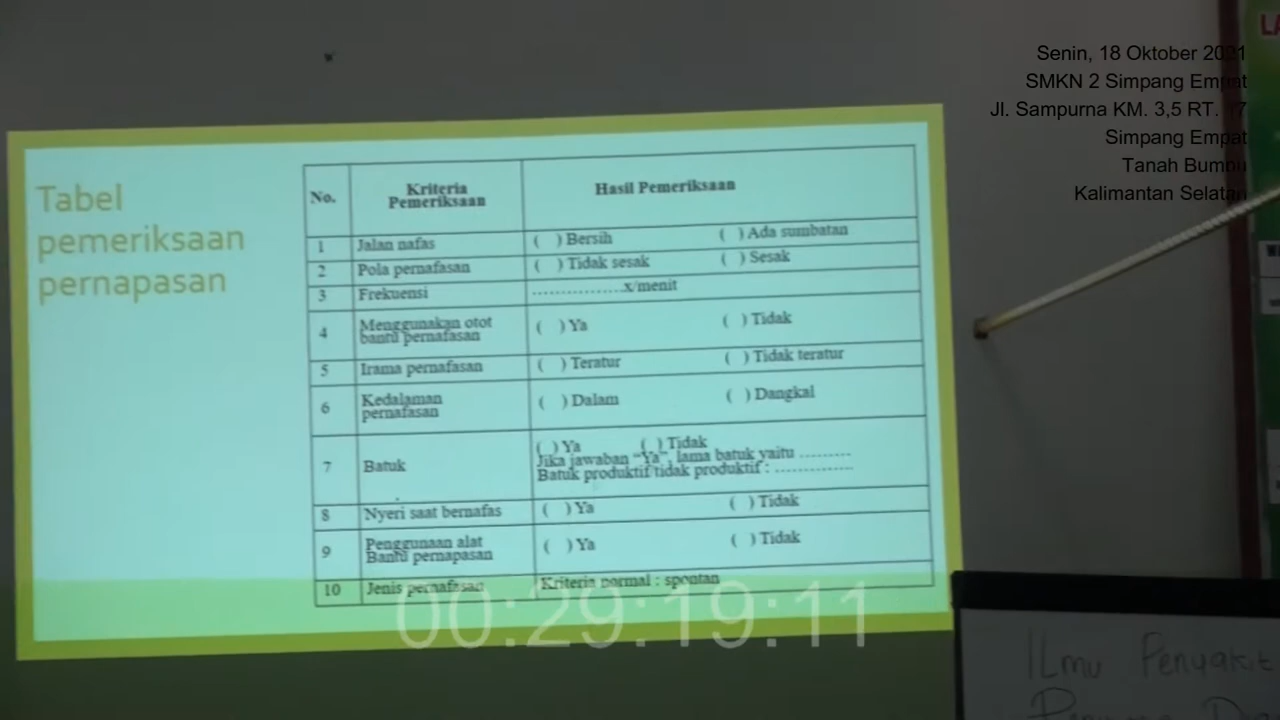 Senin, 18 Oktober 2021
SMKN 2 Simpang Empat
Jl. Sampurna KM. 3,5 RT. 17
Simpang Empat
Tanah Bumbu
Kalimantan Selatan
LA
Tabel
pemeriksaan
pernapasan
No. Kriteria Pemeriksaan Hasil Pemeriksaan
1 Jalan nafas ( ) Bersih ( ) Ada sumbatan
2 Pola pernafasan ( ) Tidak sesak ( ) Sesak
3 Frekuensi ................x/menit
4 Menggunakan otot bantu pernafasan ( ) Ya ( ) Tidak
5 Irama pernafasan ( ) Teratur ( ) Tidak teratur
6 Kedalaman pernafasan ( ) Dalam ( ) Dangkal
7 Batuk ( ) Ya ( ) Tidak
Jika jawaban “Ya”, lama batuk yaitu .........
Batuk produktif/tidak produktif : ..............
8 Nyeri saat bernafas ( ) Ya ( ) Tidak
9 Penggunaan alat Bantu pernapasan ( ) Ya ( ) Tidak
10 Jenis pernafasan Kriteria normal : spontan
00:29:19:11
ILmu Penyakit